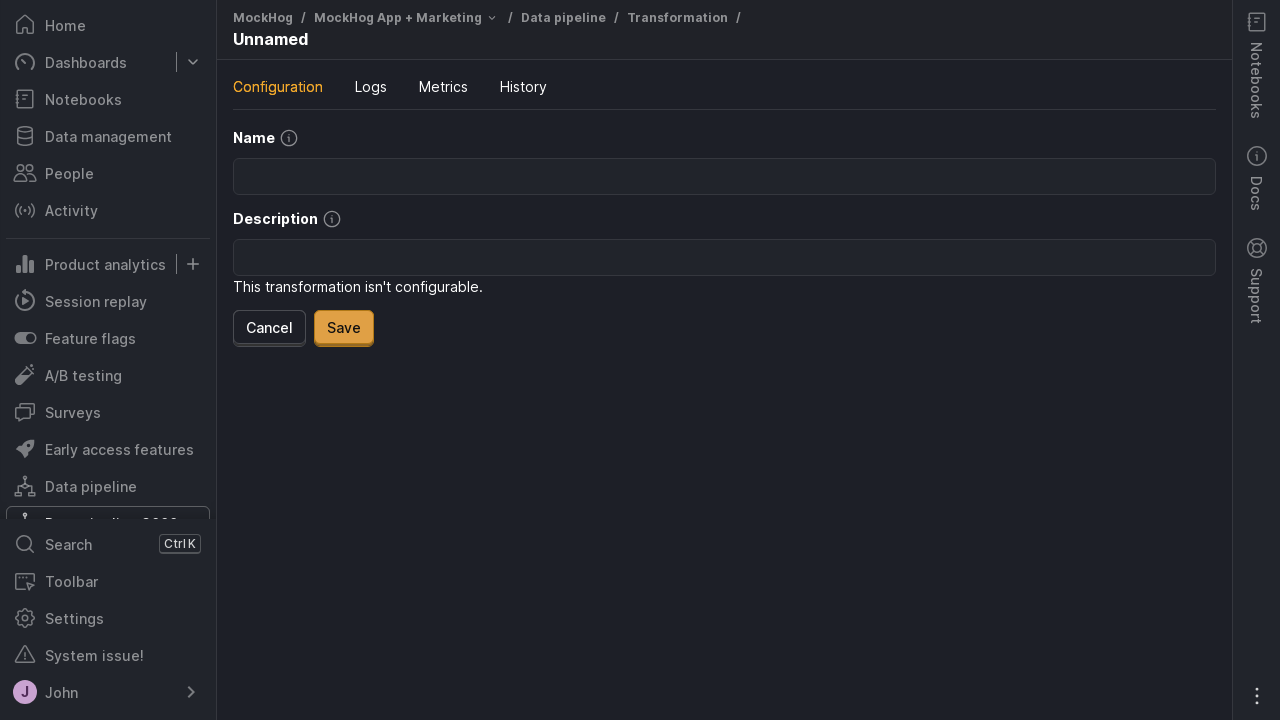 Home
Dashboards
Notebooks
Data management
People
Activity
Product analytics
Session replay
Feature flags
A/B testing
Surveys
Early access features
Data pipeline
Search Ctrl K
Toolbar
Settings
System issue!
J John
MockHog / MockHog App + Marketing / Data pipeline / Transformation /
Unnamed
Configuration Logs Metrics History
Name
Description
This transformation isn't configurable.
Cancel Save
Notebooks
Docs
Support